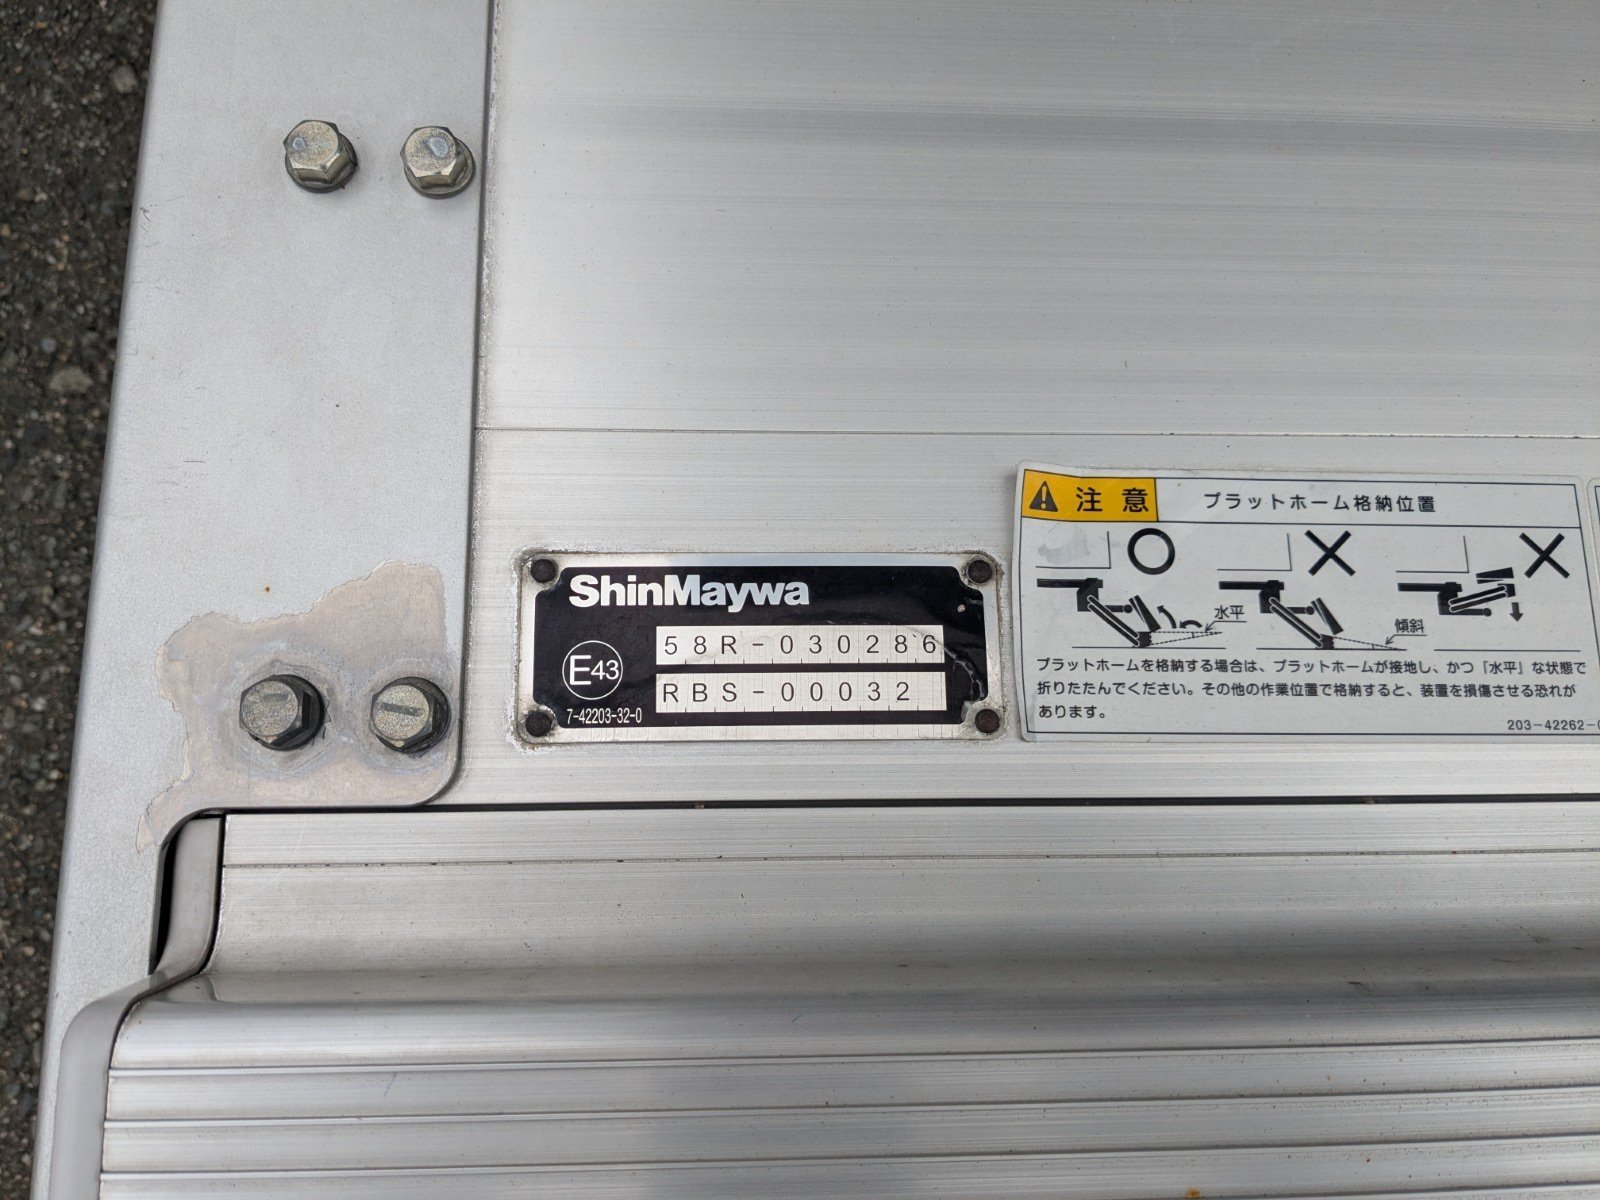 ShinMaywa
58R-030286
E43
RBS-00032
7-42203-32-0
注意
プラットホーム格納位置
水平
傾斜
プラットホームを格納する場合は、プラットホームが接地し、かつ「水平」な状態で
折りたたんでください。その他の作業位置で格納すると、装置を損傷させる恐れが
あります。
203-42262-0